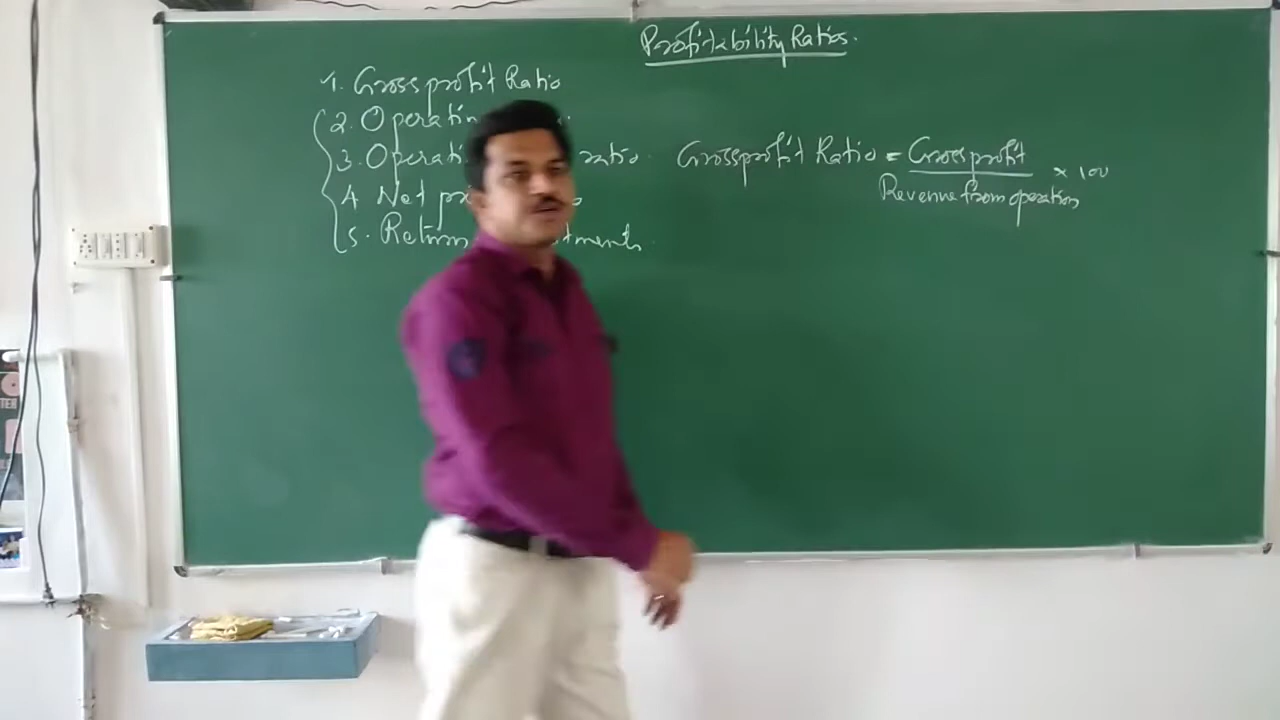 Profitability Ratios.
1. Gross profit Ratio
2. Operatin
3. Operati ratio.
4 Net pr
5. Return tments.
Gross profit Ratio = Gross profit × 100
Revenue from operation